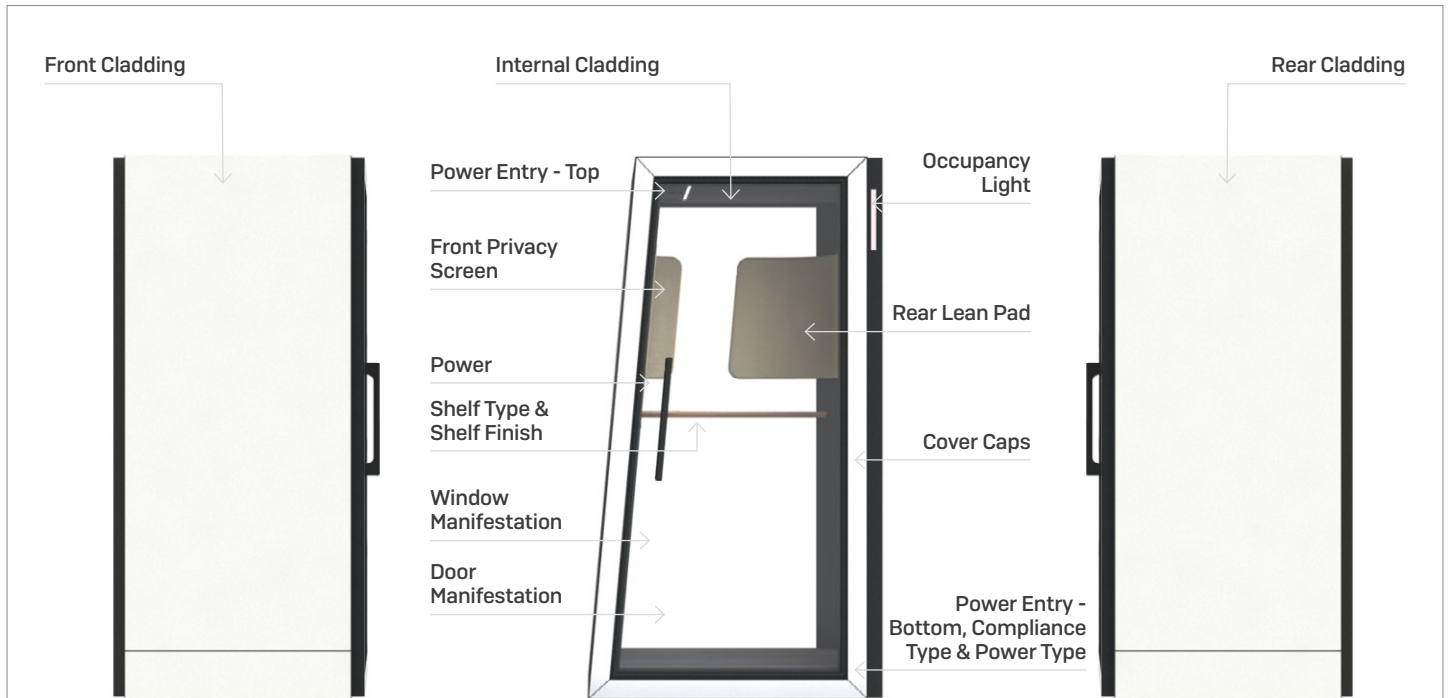 Front Cladding
Internal Cladding
Rear Cladding
Power Entry - Top
Occupancy
Light
Front Privacy
Screen
Rear Lean Pad
Power
Shelf Type &
Shelf Finish
Cover Caps
Window
Manifestation
Door
Manifestation
Power Entry -
Bottom, Compliance
Type & Power Type